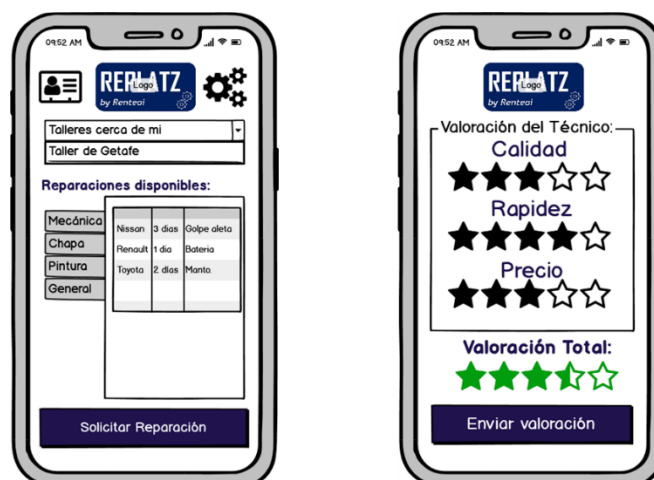 09:52 AM
REPLATZ
Logo
by Renteai
Talleres cerca de mi
Taller de Getafe
Reparaciones disponibles:
Mecánica
Chapa
Pintura
General
Nissan 3 dias Golpe aleta
Renault 1 dia Bateria
Toyota 2 dias Manto.
Solicitar Reparación
09:52 AM
REPLATZ
Logo
by Renteai
Valoración del Técnico:
Calidad
Rapidez
Precio
Valoración Total:
Enviar valoración